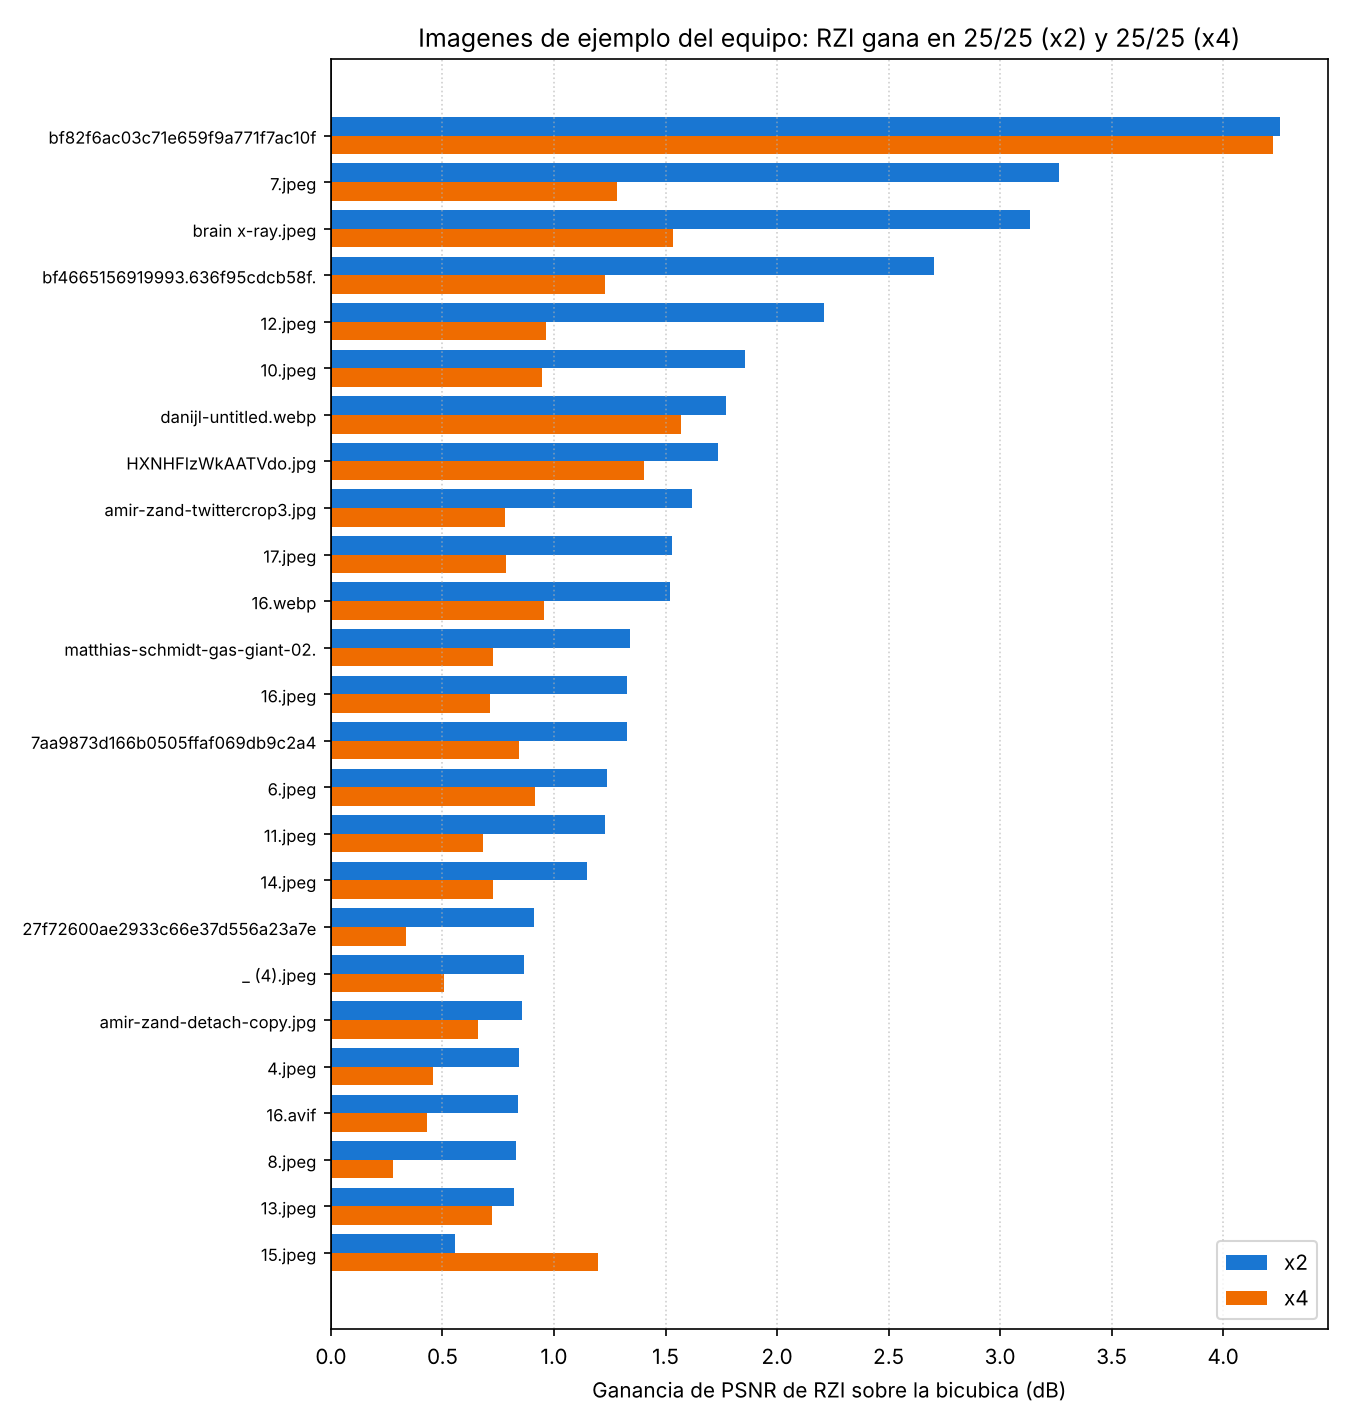 Imagenes de ejemplo del equipo: RZI gana en 25/25 (x2) y 25/25 (x4)
bf82f6ac03c71e659f9a771f7ac10f
7.jpeg
brain x-ray.jpeg
bf4665156919993.636f95cdcb58f.
12.jpeg
10.jpeg
danijl-untitled.webp
HXNHFIzWkAATVdo.jpg
amir-zand-twittercrop3.jpg
17.jpeg
16.webp
matthias-schmidt-gas-giant-02.
16.jpeg
7aa9873d166b0505ffaf069db9c2a4
6.jpeg
11.jpeg
14.jpeg
27f72600ae2933c66e37d556a23a7e
_ (4).jpeg
amir-zand-detach-copy.jpg
4.jpeg
16.avif
8.jpeg
13.jpeg
15.jpeg
x2
x4
0.0 0.5 1.0 1.5 2.0 2.5 3.0 3.5 4.0
Ganancia de PSNR de RZI sobre la bicubica (dB)